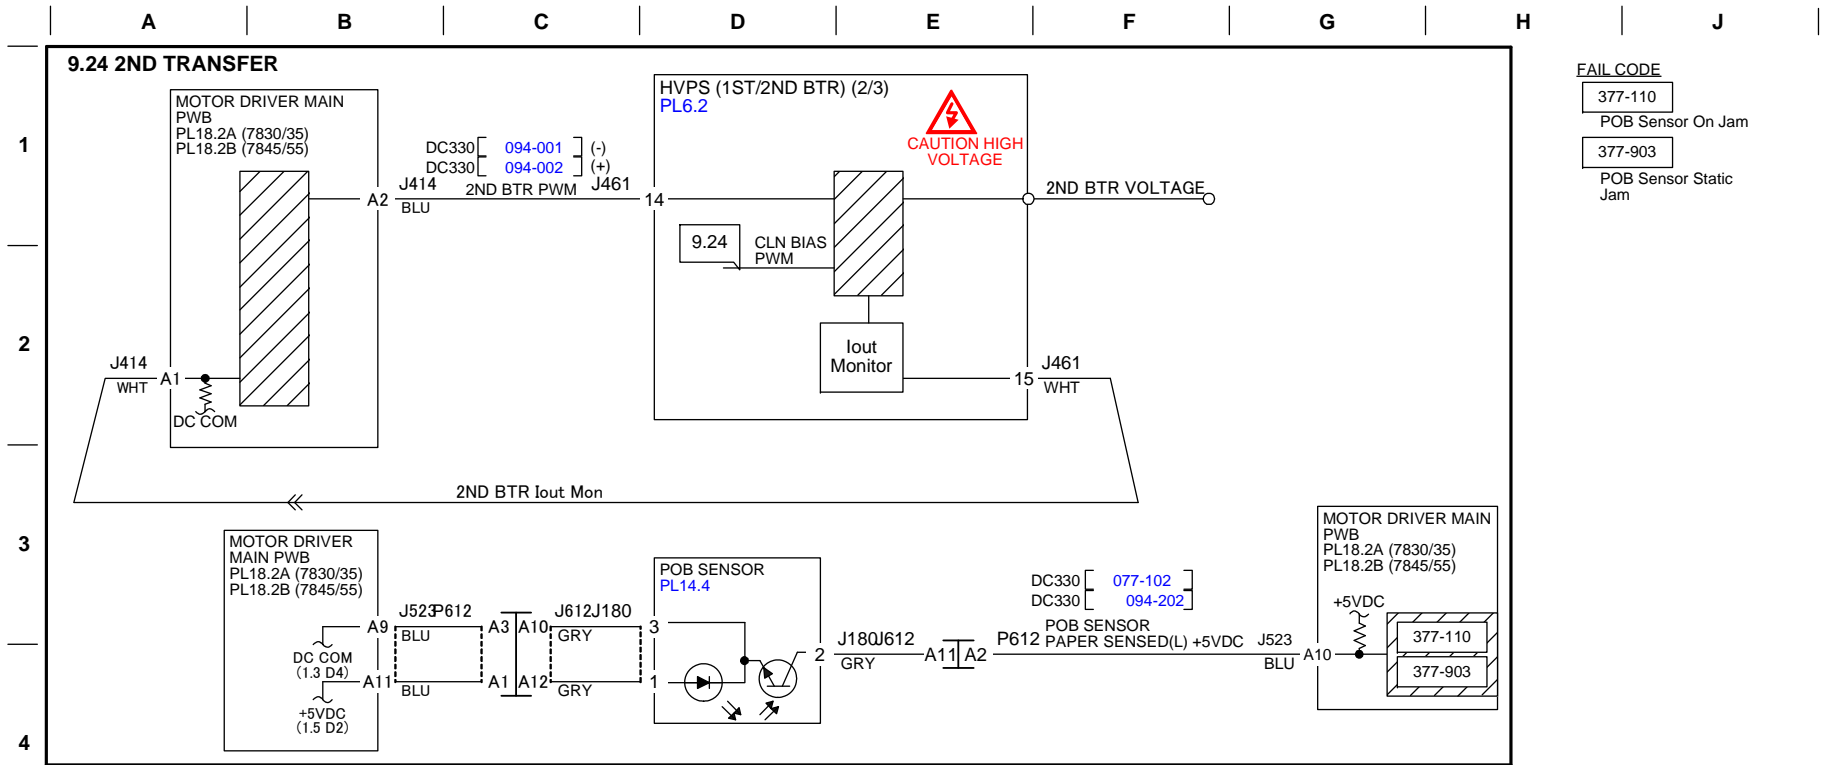 A B C D E F G H J
1
2
3
4
9.24 2ND TRANSFER
MOTOR DRIVER MAIN
PWB
PL18.2A (7830/35)
PL18.2B (7845/55)
A2
J414
BLU
DC330 [ 094-001 ] (-)
DC330 [ 094-002 ] (+)
2ND BTR PWM
J461
14
HVPS (1ST/2ND BTR) (2/3)
PL6.2
CAUTION HIGH
VOLTAGE
9.24
CLN BIAS
PWM
2ND BTR VOLTAGE
Iout
Monitor
15
J461
WHT
J414
WHT
A1
DC COM
2ND BTR Iout Mon
FAIL CODE
377-110
POB Sensor On Jam
377-903
POB Sensor Static
Jam
MOTOR DRIVER
MAIN PWB
PL18.2A (7830/35)
PL18.2B (7845/55)
A9
DC COM
(1.3 D4)
A11
+5VDC
(1.5 D2)
J523 P612
BLU
BLU
A3 A10
A1 A12
J612 J180
GRY
GRY
POB SENSOR
PL14.4
3
1
2
J180 J612
GRY
A11 A2
P612
DC330 [ 077-102 ]
DC330 [ 094-202 ]
POB SENSOR
PAPER SENSED(L) +5VDC
J523
BLU
A10
MOTOR DRIVER MAIN
PWB
PL18.2A (7830/35)
PL18.2B (7845/55)
+5VDC
377-110
377-903